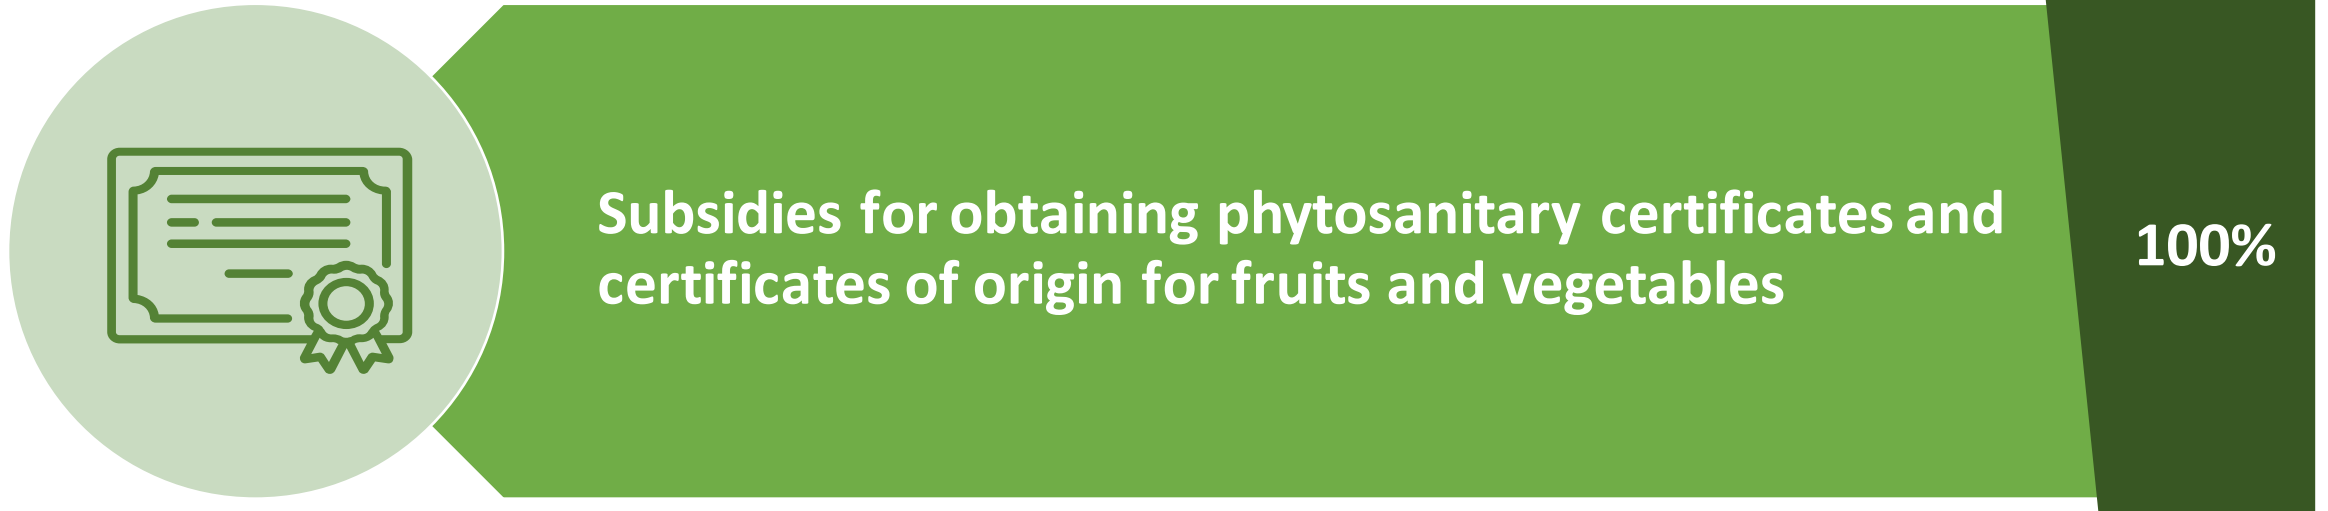 Subsidies for obtaining phytosanitary certificates and
certificates of origin for fruits and vegetables
100%